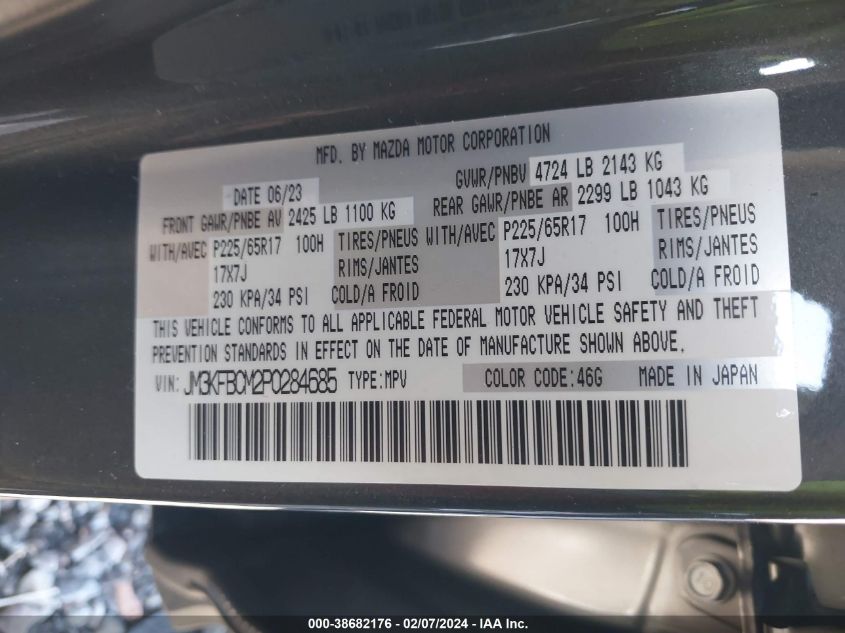 MFD. BY MAZDA MOTOR CORPORATION
DATE 06/23 GVWR/PNBV 4724 LB 2143 KG
FRONT GAWR/PNBE AV 2425 LB 1100 KG REAR GAWR/PNBE AR 2299 LB 1043 KG
WITH/AVEC P225/65R17 100H TIRES/PNEUS WITH/AVEC P225/65R17 100H TIRES/PNEUS
17X7J RIMS/JANTES 17X7J RIMS/JANTES
230 KPA/34 PSI COLD/A FROID 230 KPA/34 PSI COLD/A FROID
THIS VEHICLE CONFORMS TO ALL APPLICABLE FEDERAL MOTOR VEHICLE SAFETY AND THEFT
PREVENTION STANDARDS IN EFFECT ON THE DATE OF MANUFACTURE SHOWN ABOVE.
VIN: JM3KFBCM2P0284685 TYPE:MPV COLOR CODE:46G MADE IN JAPAN
000-38682176 - 02/07/2024 - IAA Inc.